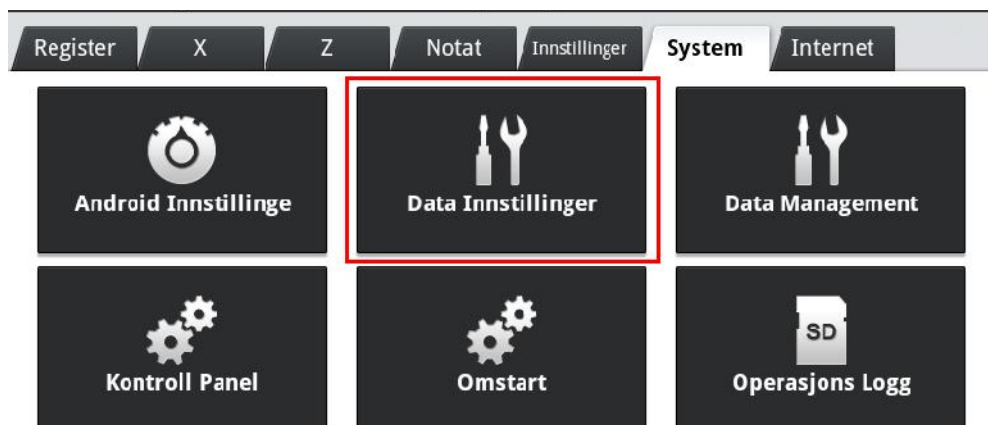 Register X Z Notat Innstillinger System Internet
Android Innstillinge Data Innstillinger Data Management
SD
Kontroll Panel Omstart Operasjons Logg